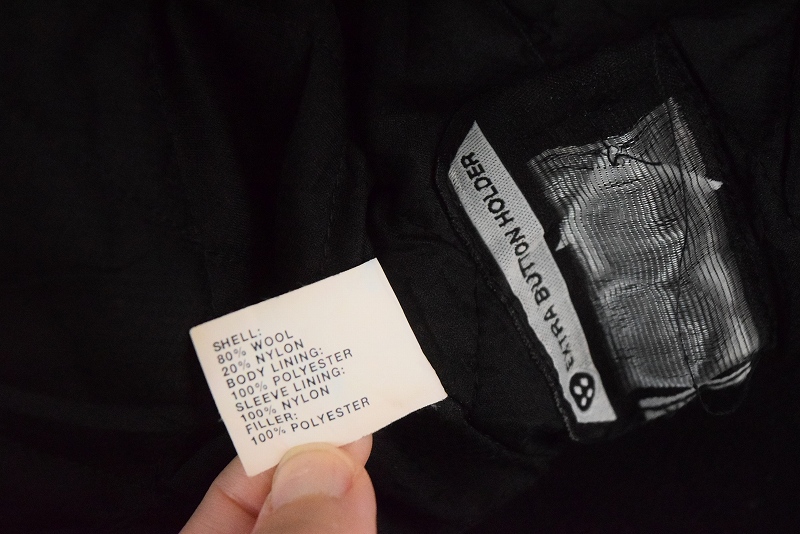 SHELL:
80% WOOL
20% NYLON
BODY LINING:
100% POLYESTER
SLEEVE LINING:
100% NYLON
FILLER:
100% POLYESTER
EXTRA BUTTON HOLDER